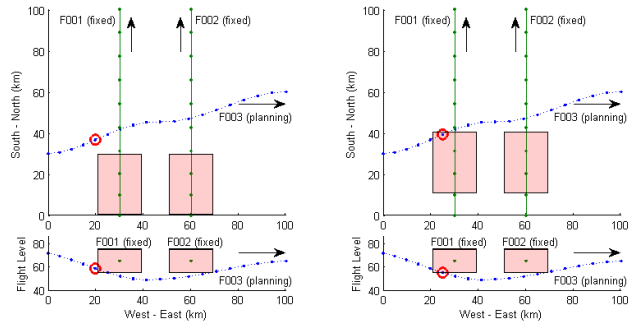 100
80
60
40
20
0
South - North (km)
F001 (fixed)
F002 (fixed)
F003 (planning)
0 20 40 60 80 100
80
60
40
Flight Level
F001 (fixed) F002 (fixed)
F003 (planning)
0 20 40 60 80 100
West - East (km)
100
80
60
40
20
0
South - North (km)
F001 (fixed)
F002 (fixed)
F003 (planning)
0 20 40 60 80 100
80
60
40
Flight Level
F001 (fixed) F002 (fixed)
F003 (planning)
0 20 40 60 80 100
West - East (km)